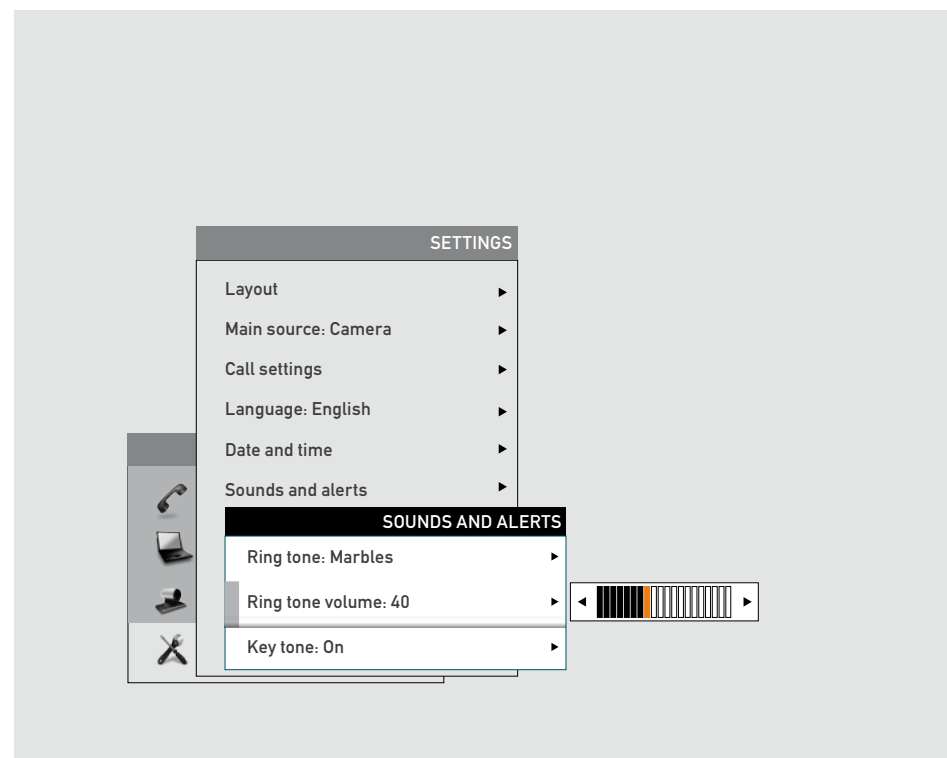 SETTINGS
Layout
Main source: Camera
Call settings
Language: English
Date and time
Sounds and alerts
SOUNDS AND ALERTS
Ring tone: Marbles
Ring tone volume: 40
Key tone: On